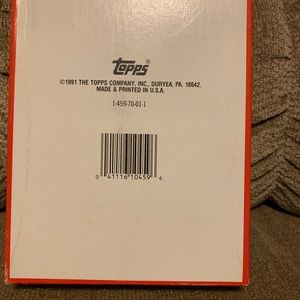 topps
©1991 THE TOPPS COMPANY, INC., DURYEA, PA. 18642.
MADE & PRINTED IN U.S.A.
1-459-70-01-1
0 41116 10459 6